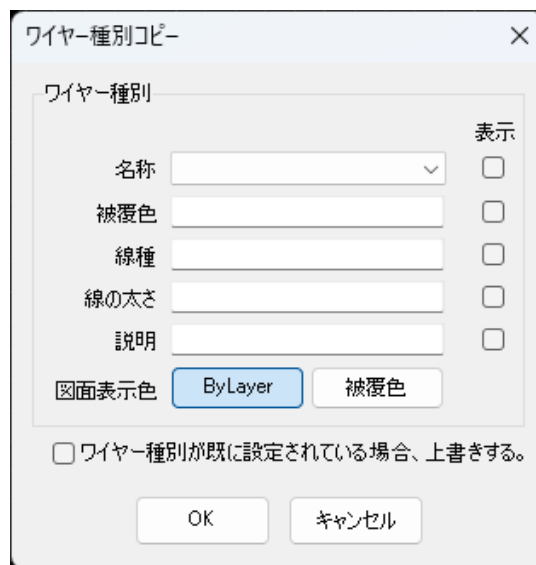 ワイヤー種別コピー
ワイヤー種別
表示
名称
被覆色
線種
線の太さ
説明
図面表示色 ByLayer 被覆色
ワイヤー種別が既に設定されている場合、上書きする。
OK キャンセル